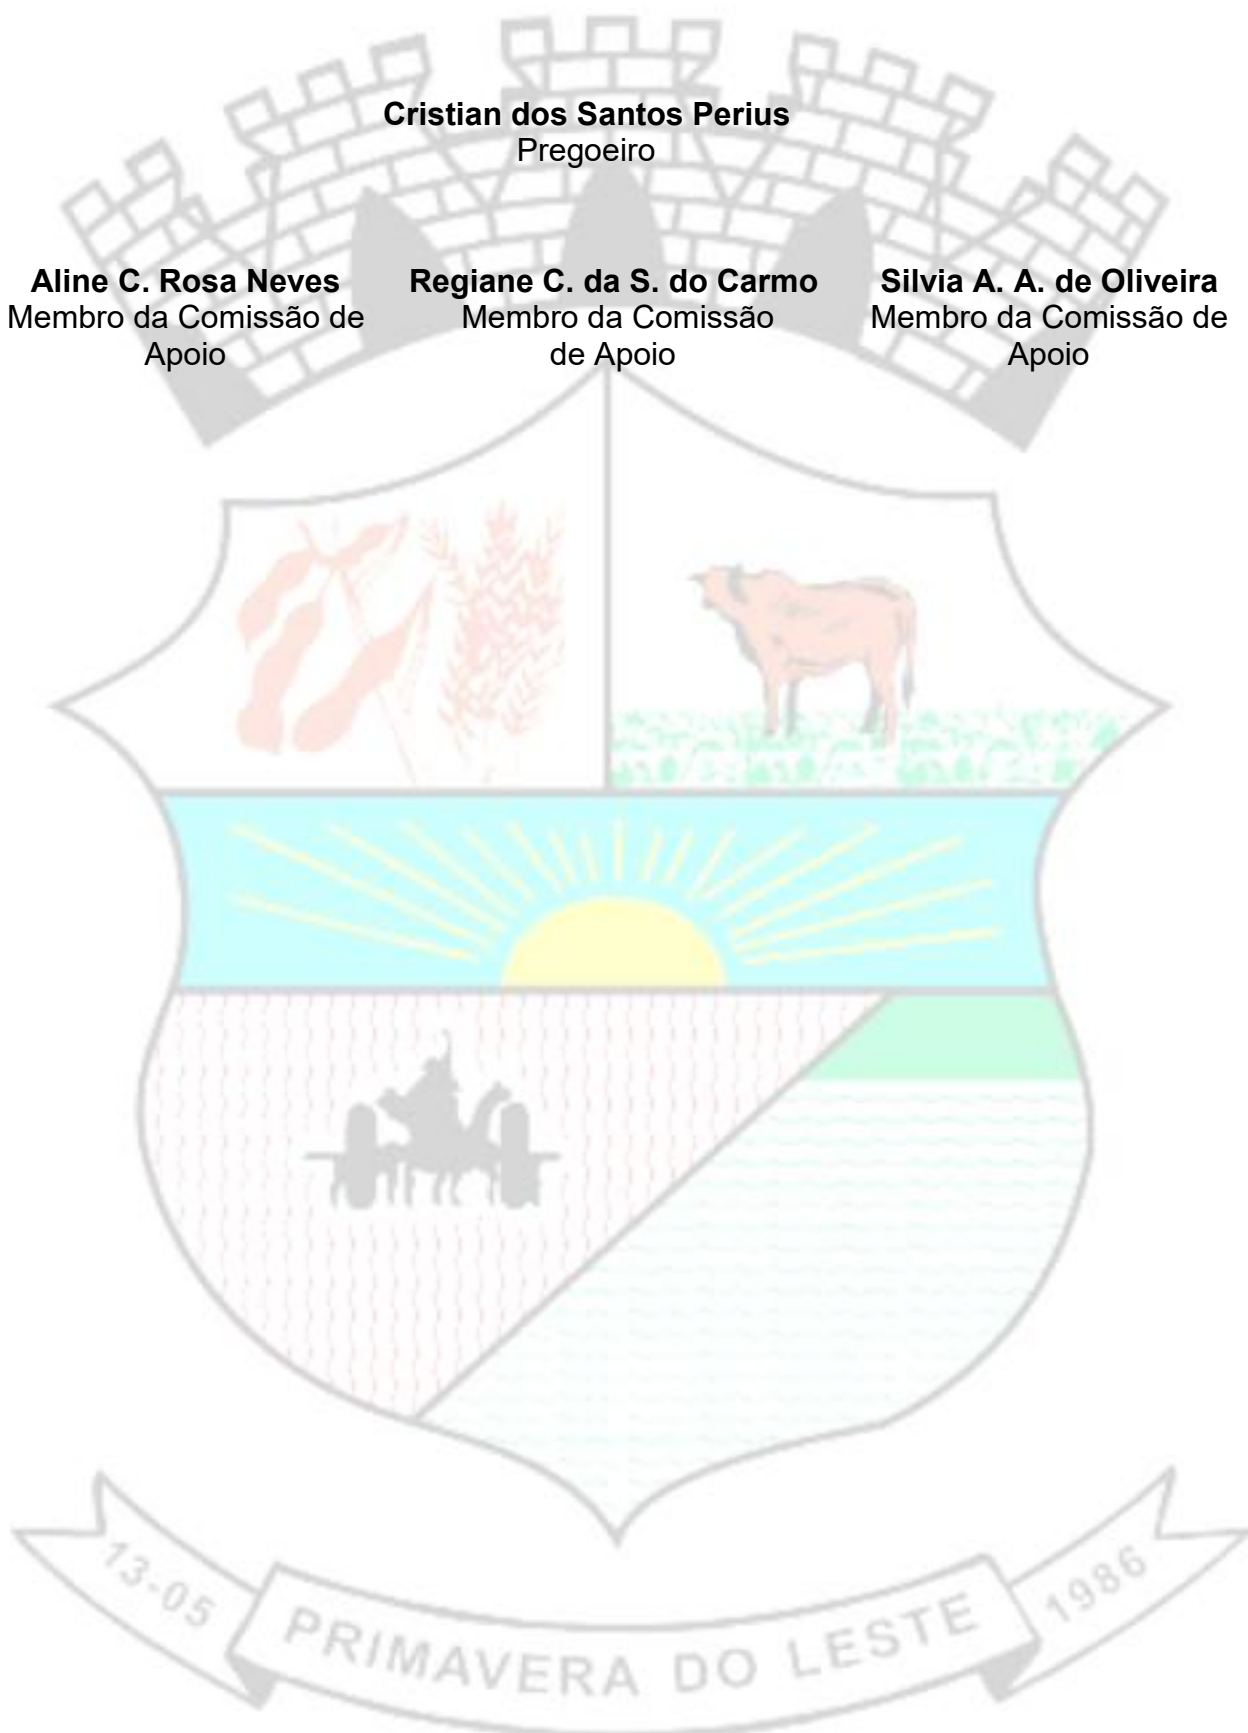 Cristian dos Santos Perius
Pregoeiro
Aline C. Rosa Neves
Membro da Comissão de
Apoio
Regiane C. da S. do Carmo
Membro da Comissão
de Apoio
Silvia A. A. de Oliveira
Membro da Comissão de
Apoio
13-05
PRIMAVERA DO LESTE
1986